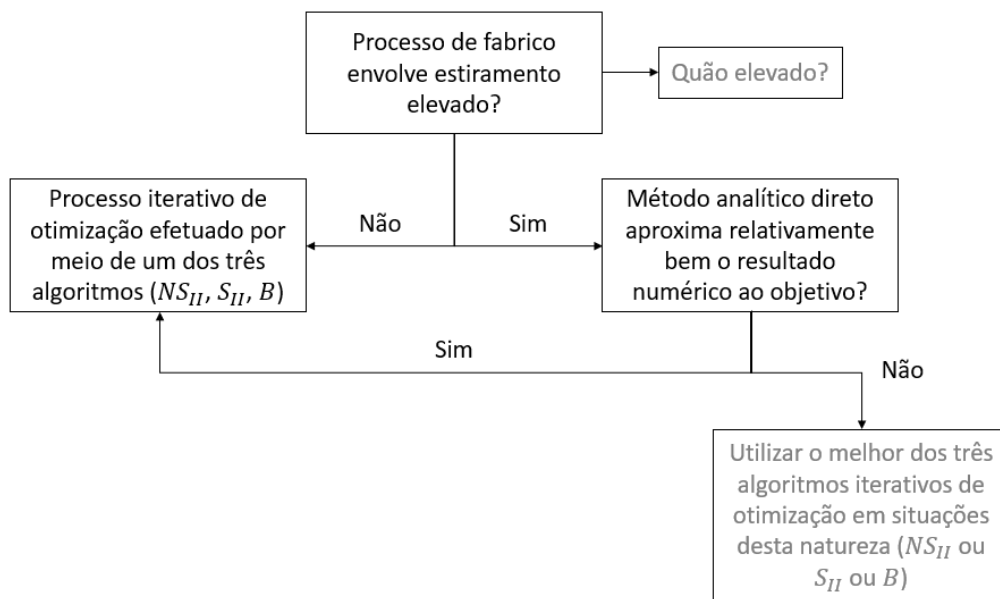 Processo de fabrico
envolve estiramento
elevado?
Quão elevado?
Processo iterativo de
otimização efetuado por
meio de um dos três
algoritmos (NS_II, S_II, B)
Não
Sim
Método analítico direto
aproxima relativamente
bem o resultado
numérico ao objetivo?
Sim
Não
Utilizar o melhor dos três
algoritmos iterativos de
otimização em situações
desta natureza (NS_II ou
S_II ou B)